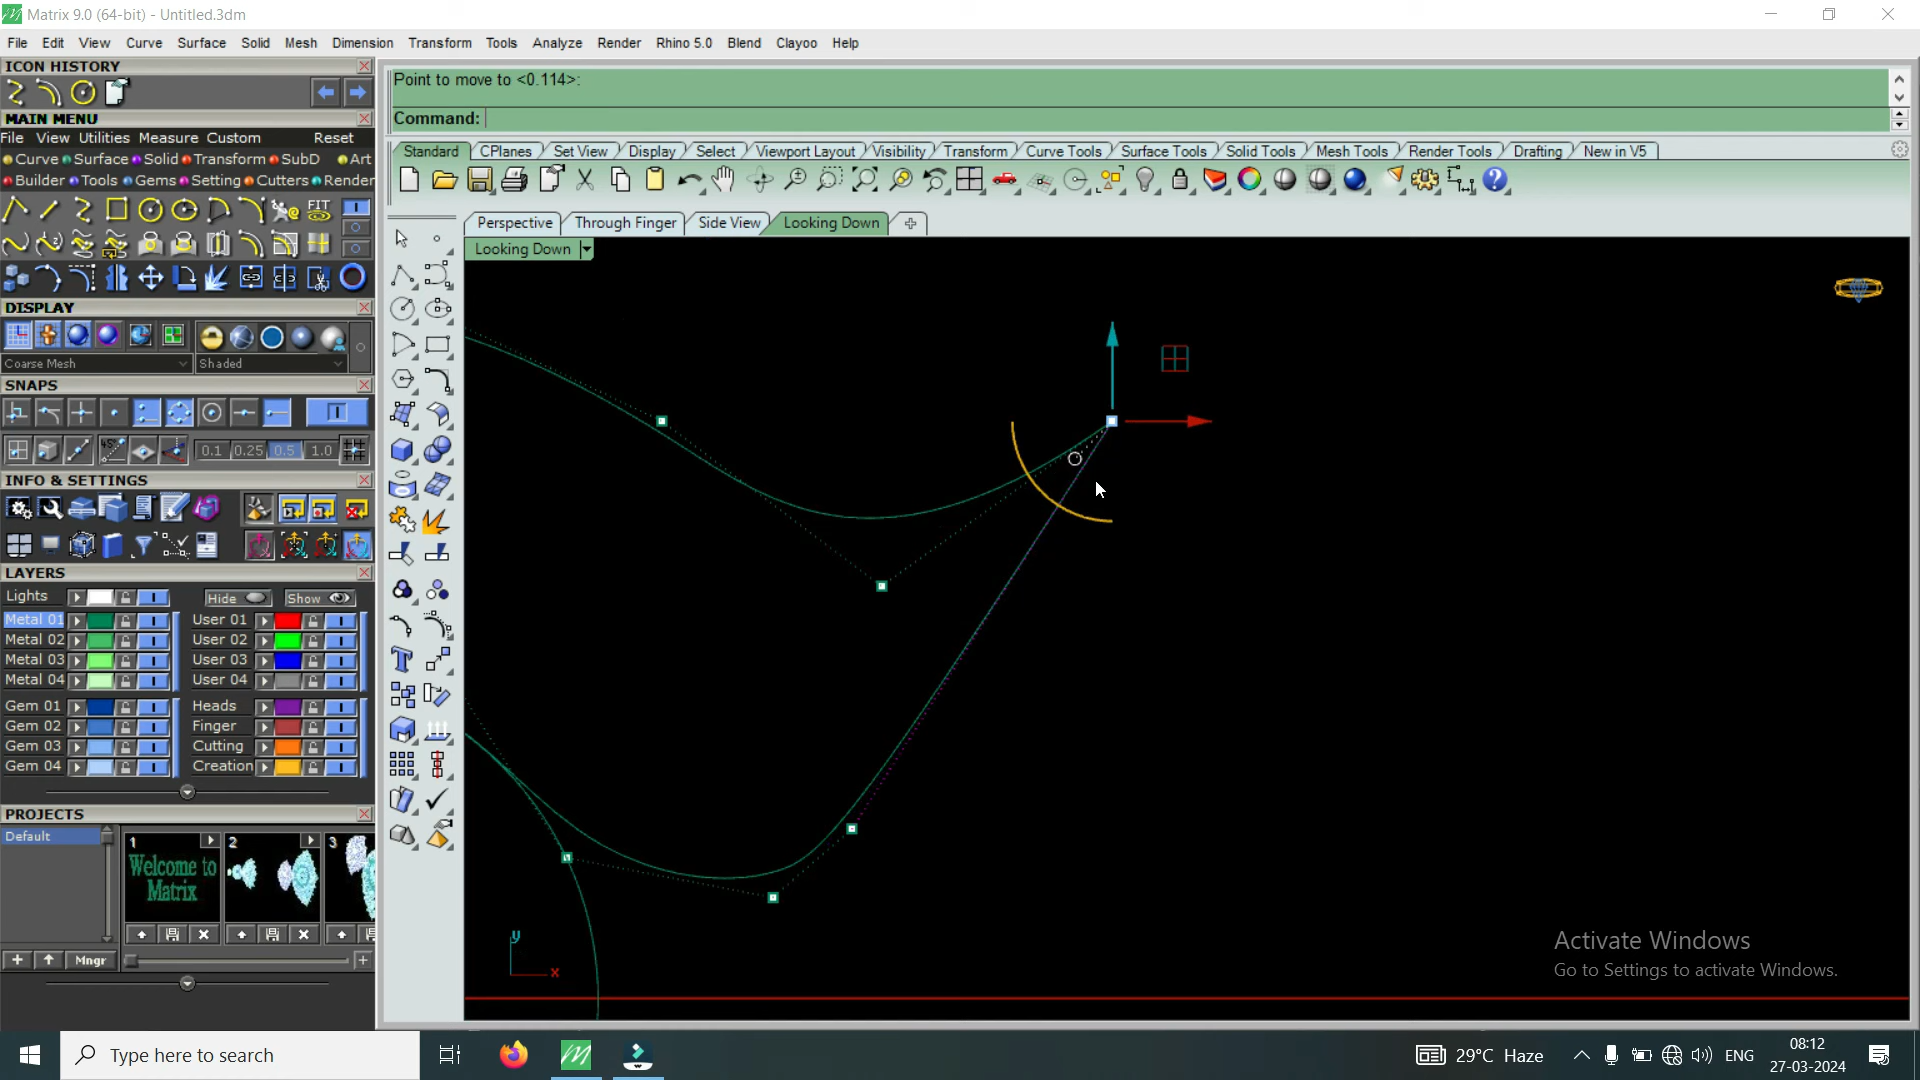 Matrix 9.0 (64-bit) - Untitled.3dm
File Edit View Curve Surface Solid Mesh Dimension Transform Tools Analyze Render Rhino 5.0 Blend Clayoo Help
ICON HISTORY
MAIN MENU
File View Utilities Measure Custom Reset
Curve Surface Solid Transform SubD Art
Builder Tools Gems Setting Cutters Render
FIT
DISPLAY
Coarse Mesh Shaded
SNAPS
0.1 0.25 0.5 1.0
INFO & SETTINGS
LAYERS
Lights Hide Show
Metal 01 User 01
Metal 02 User 02
Metal 03 User 03
Metal 04 User 04
Gem 01 Heads
Gem 02 Finger
Gem 03 Cutting
Gem 04 Creation
PROJECTS
Default
1 2 3
Welcome to
Matrix
Mngr
Point to move to <0.114>:
Command:
Standard CPlanes Set View Display Select Viewport Layout Visibility Transform Curve Tools Surface Tools Solid Tools Mesh Tools Render Tools Drafting New in V5
Perspective Through Finger Side View Looking Down
Looking Down
y
x
Activate Windows
Go to Settings to activate Windows.
Type here to search
29°C Haze
ENG
08:12
27-03-2024